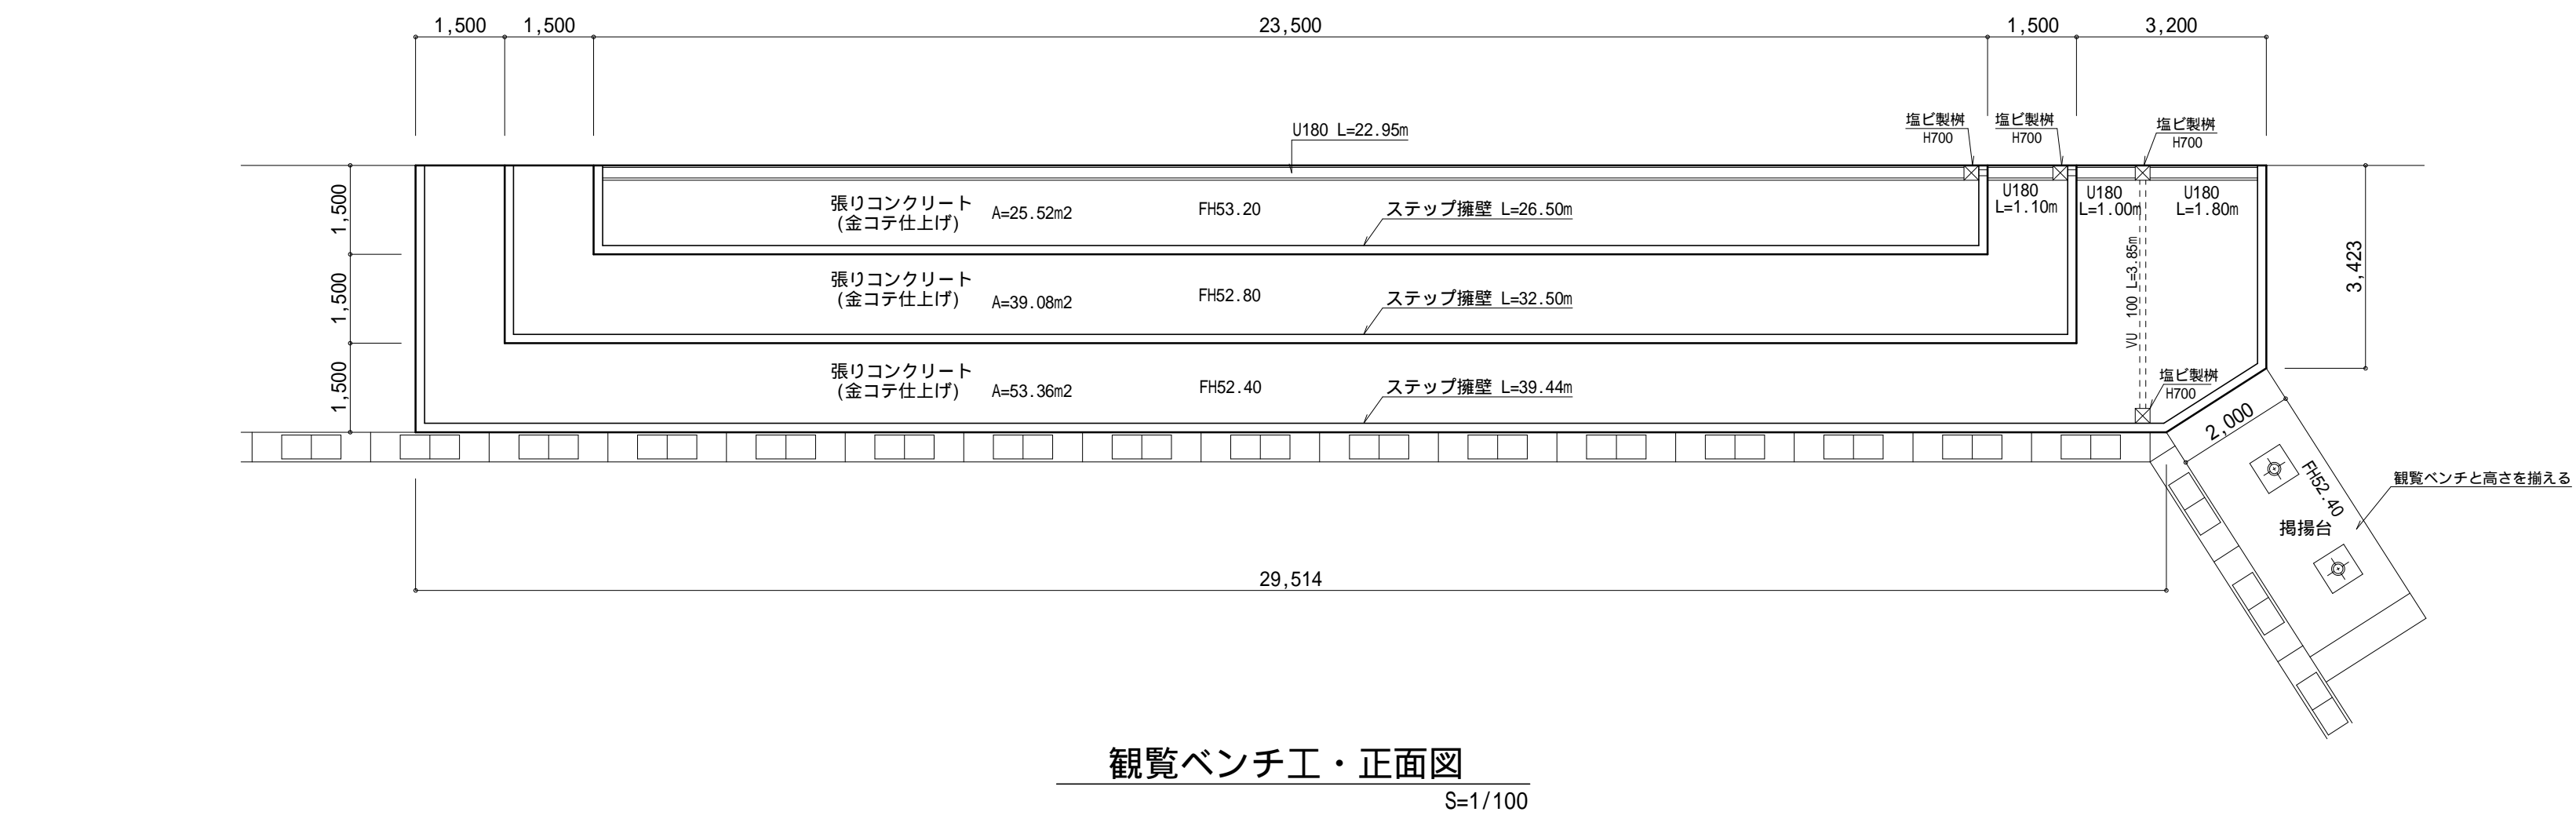 1,500
1,500
23,500
1,500
3,200
U180 L=22.95m
塩ビ製桝
H700
塩ビ製桝
H700
塩ビ製桝
H700
1,500
1,500
1,500
張りコンクリート
(金コテ仕上げ)
A=25.52m2
FH53.20
ステップ擁壁 L=26.50m
U180
L=1.10m
U180
L=1.00m
U180
L=1.80m
3,423
張りコンクリート
(金コテ仕上げ)
A=39.08m2
FH52.80
ステップ擁壁 L=32.50m
VU 100 L=3.85m
張りコンクリート
(金コテ仕上げ)
A=53.36m2
FH52.40
ステップ擁壁 L=39.44m
塩ビ製桝
H700
2,000
FH52.40
掲揚台
観覧ベンチと高さを揃える
29,514
観覧ベンチ工・正面図
S=1/100